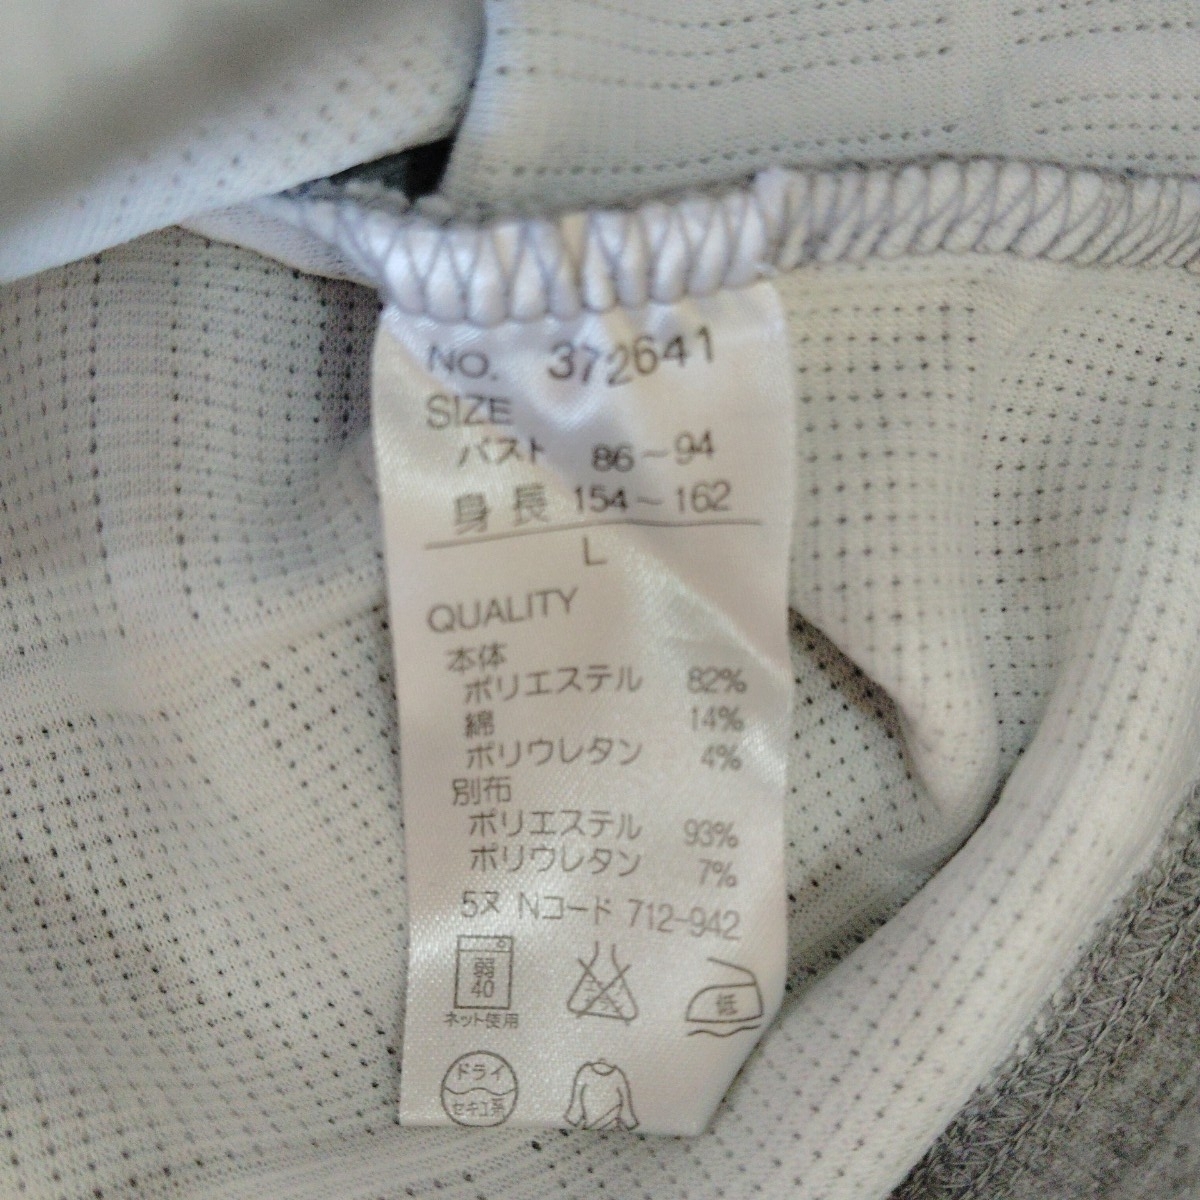 NO. 372641
SIZE
バスト 86～94
身長 154～162
L
QUALITY
本体
ポリエステル 82%
綿 14%
ポリウレタン 4%
別布
ポリエステル 93%
ポリウレタン 7%
5ヌ Nコード 712-942
弱
40
ネット使用
低
ドライ
セキユ系